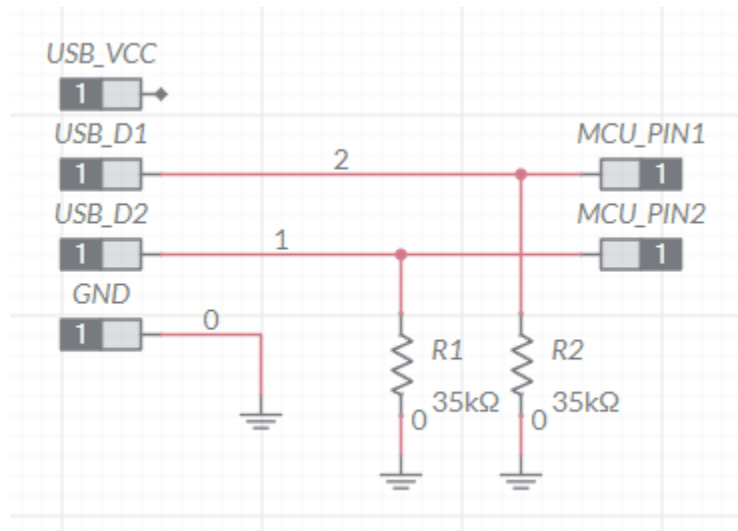 USB_VCC
1
USB_D1
1
2
MCU_PIN1
1
USB_D2
1
1
MCU_PIN2
1
GND
1
0
R1
35kΩ
0
R2
35kΩ
0